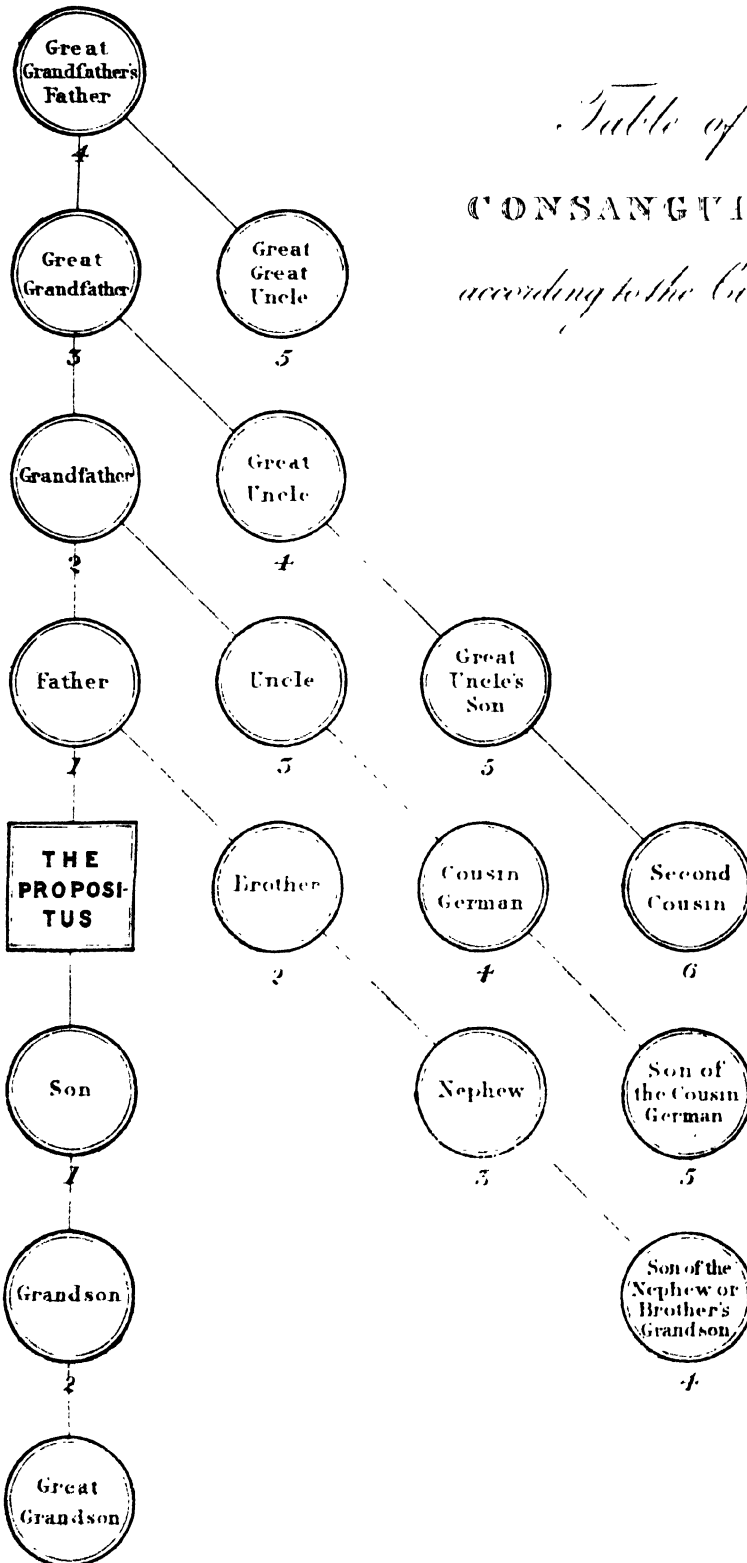 Great
Grandfather's
Father
4
Table of
CONSANGUI
according to the
Great
Grandfather
3
Great
Great
Uncle
5
Grandfather
2
Great
Uncle
4
Father
1
Uncle
3
Great
Uncle's
Son
5
THE
PROPOSI-
TUS
Brother
2
Cousin
German
4
Second
Cousin
6
Son
1
Nephew
3
Son of
the Cousin
German
5
Grandson
2
Son of the
Nephew or
Brother's
Grandson
4
Great
Grandson